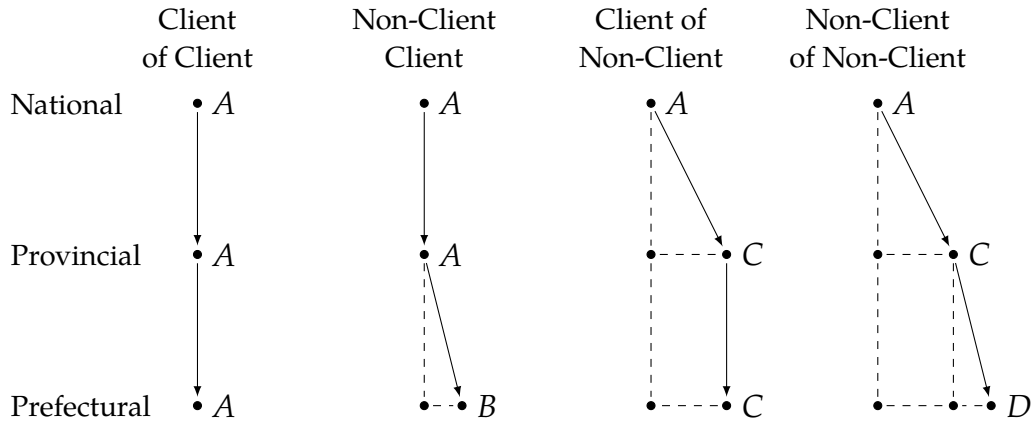 Client Non-Client Client of Non-Client
of Client Client Non-Client of Non-Client
National A A A A
Provincial A A C C
Prefectural A B C D